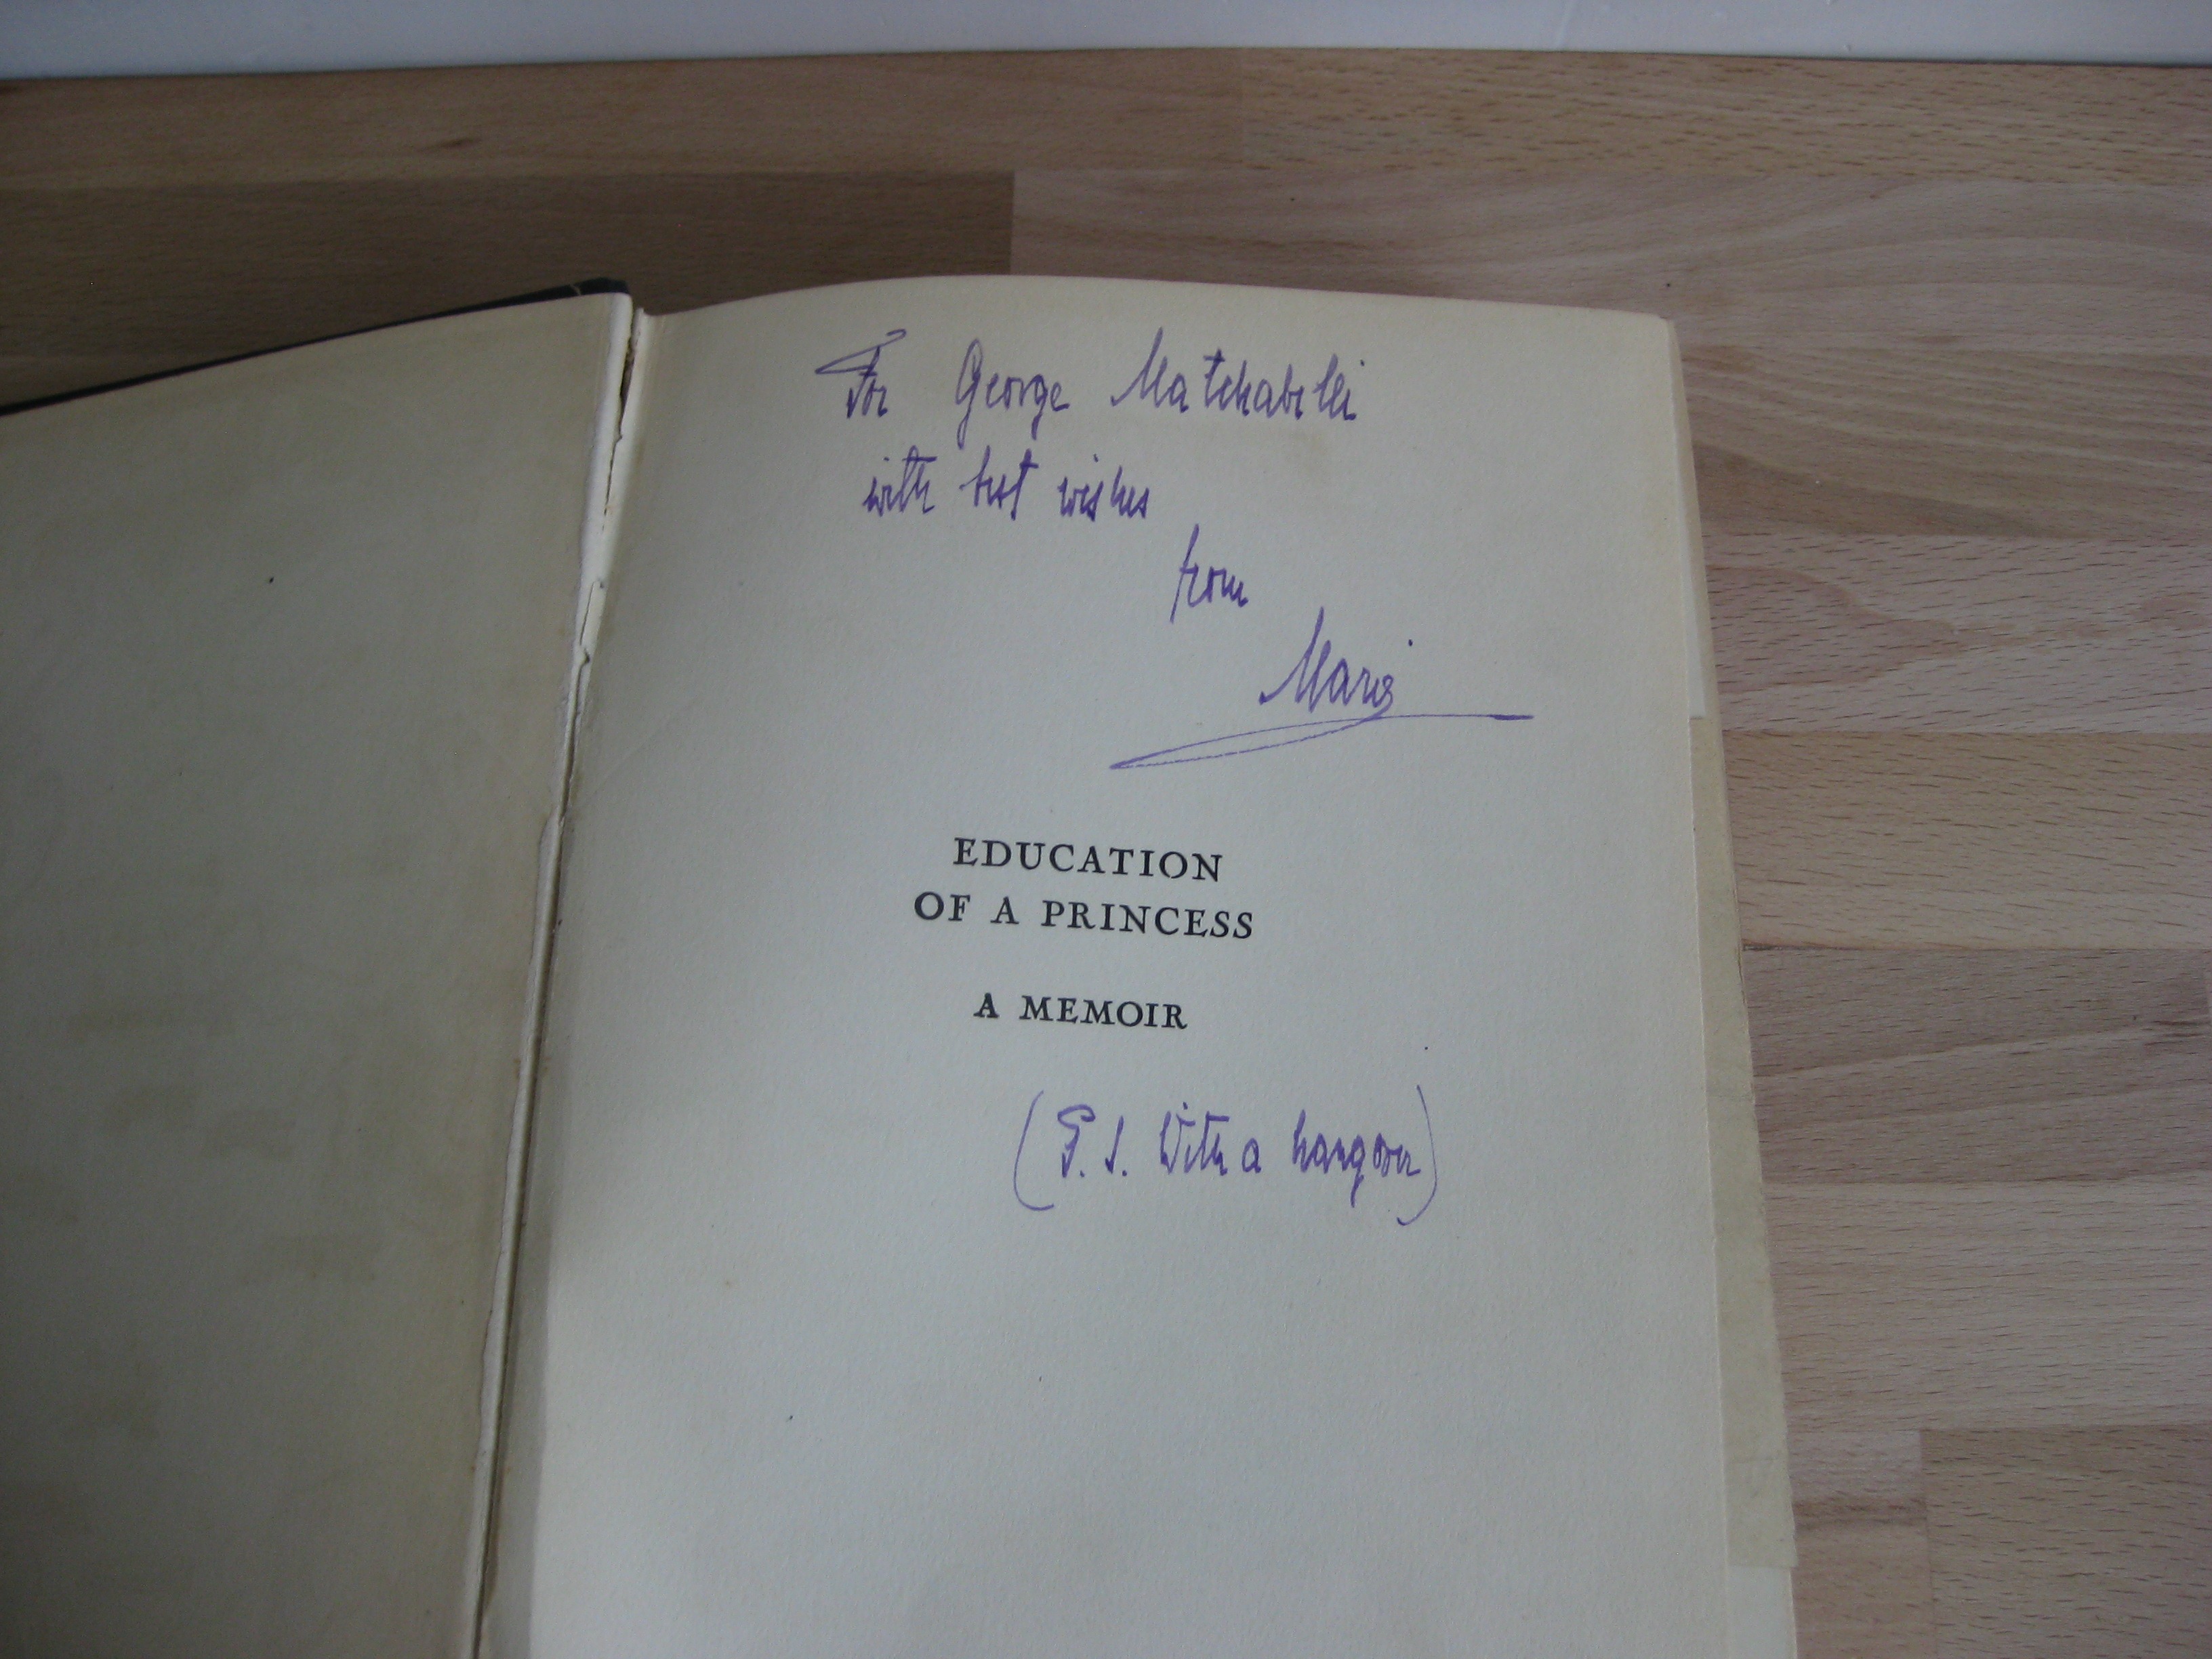 For George Matchabelli
with best wishes
from
Marie
EDUCATION
OF A PRINCESS
A MEMOIR
(P.S. With a hangover)